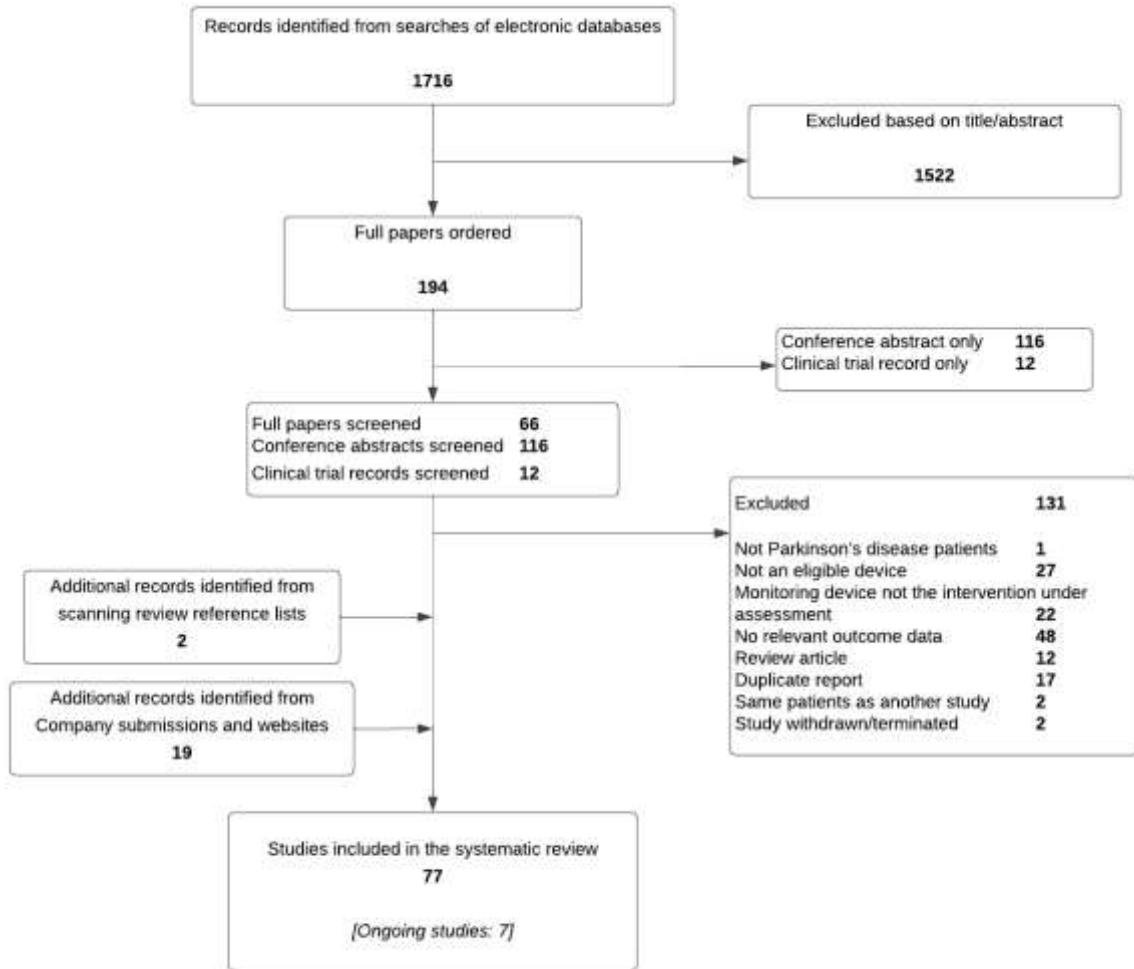 Records identified from searches of electronic databases
1716
Excluded based on title/abstract
1522
Full papers ordered
194
Conference abstract only 116
Clinical trial record only 12
Full papers screened 66
Conference abstracts screened 116
Clinical trial records screened 12
Excluded 131
Not Parkinson's disease patients 1
Not an eligible device 27
Monitoring device not the intervention under
assessment 22
No relevant outcome data 48
Review article 12
Duplicate report 17
Same patients as another study 2
Study withdrawn/terminated 2
Additional records identified from
scanning review reference lists
2
Additional records identified from
Company submissions and websites
19
Studies included in the systematic review
77
[Ongoing studies: 7]